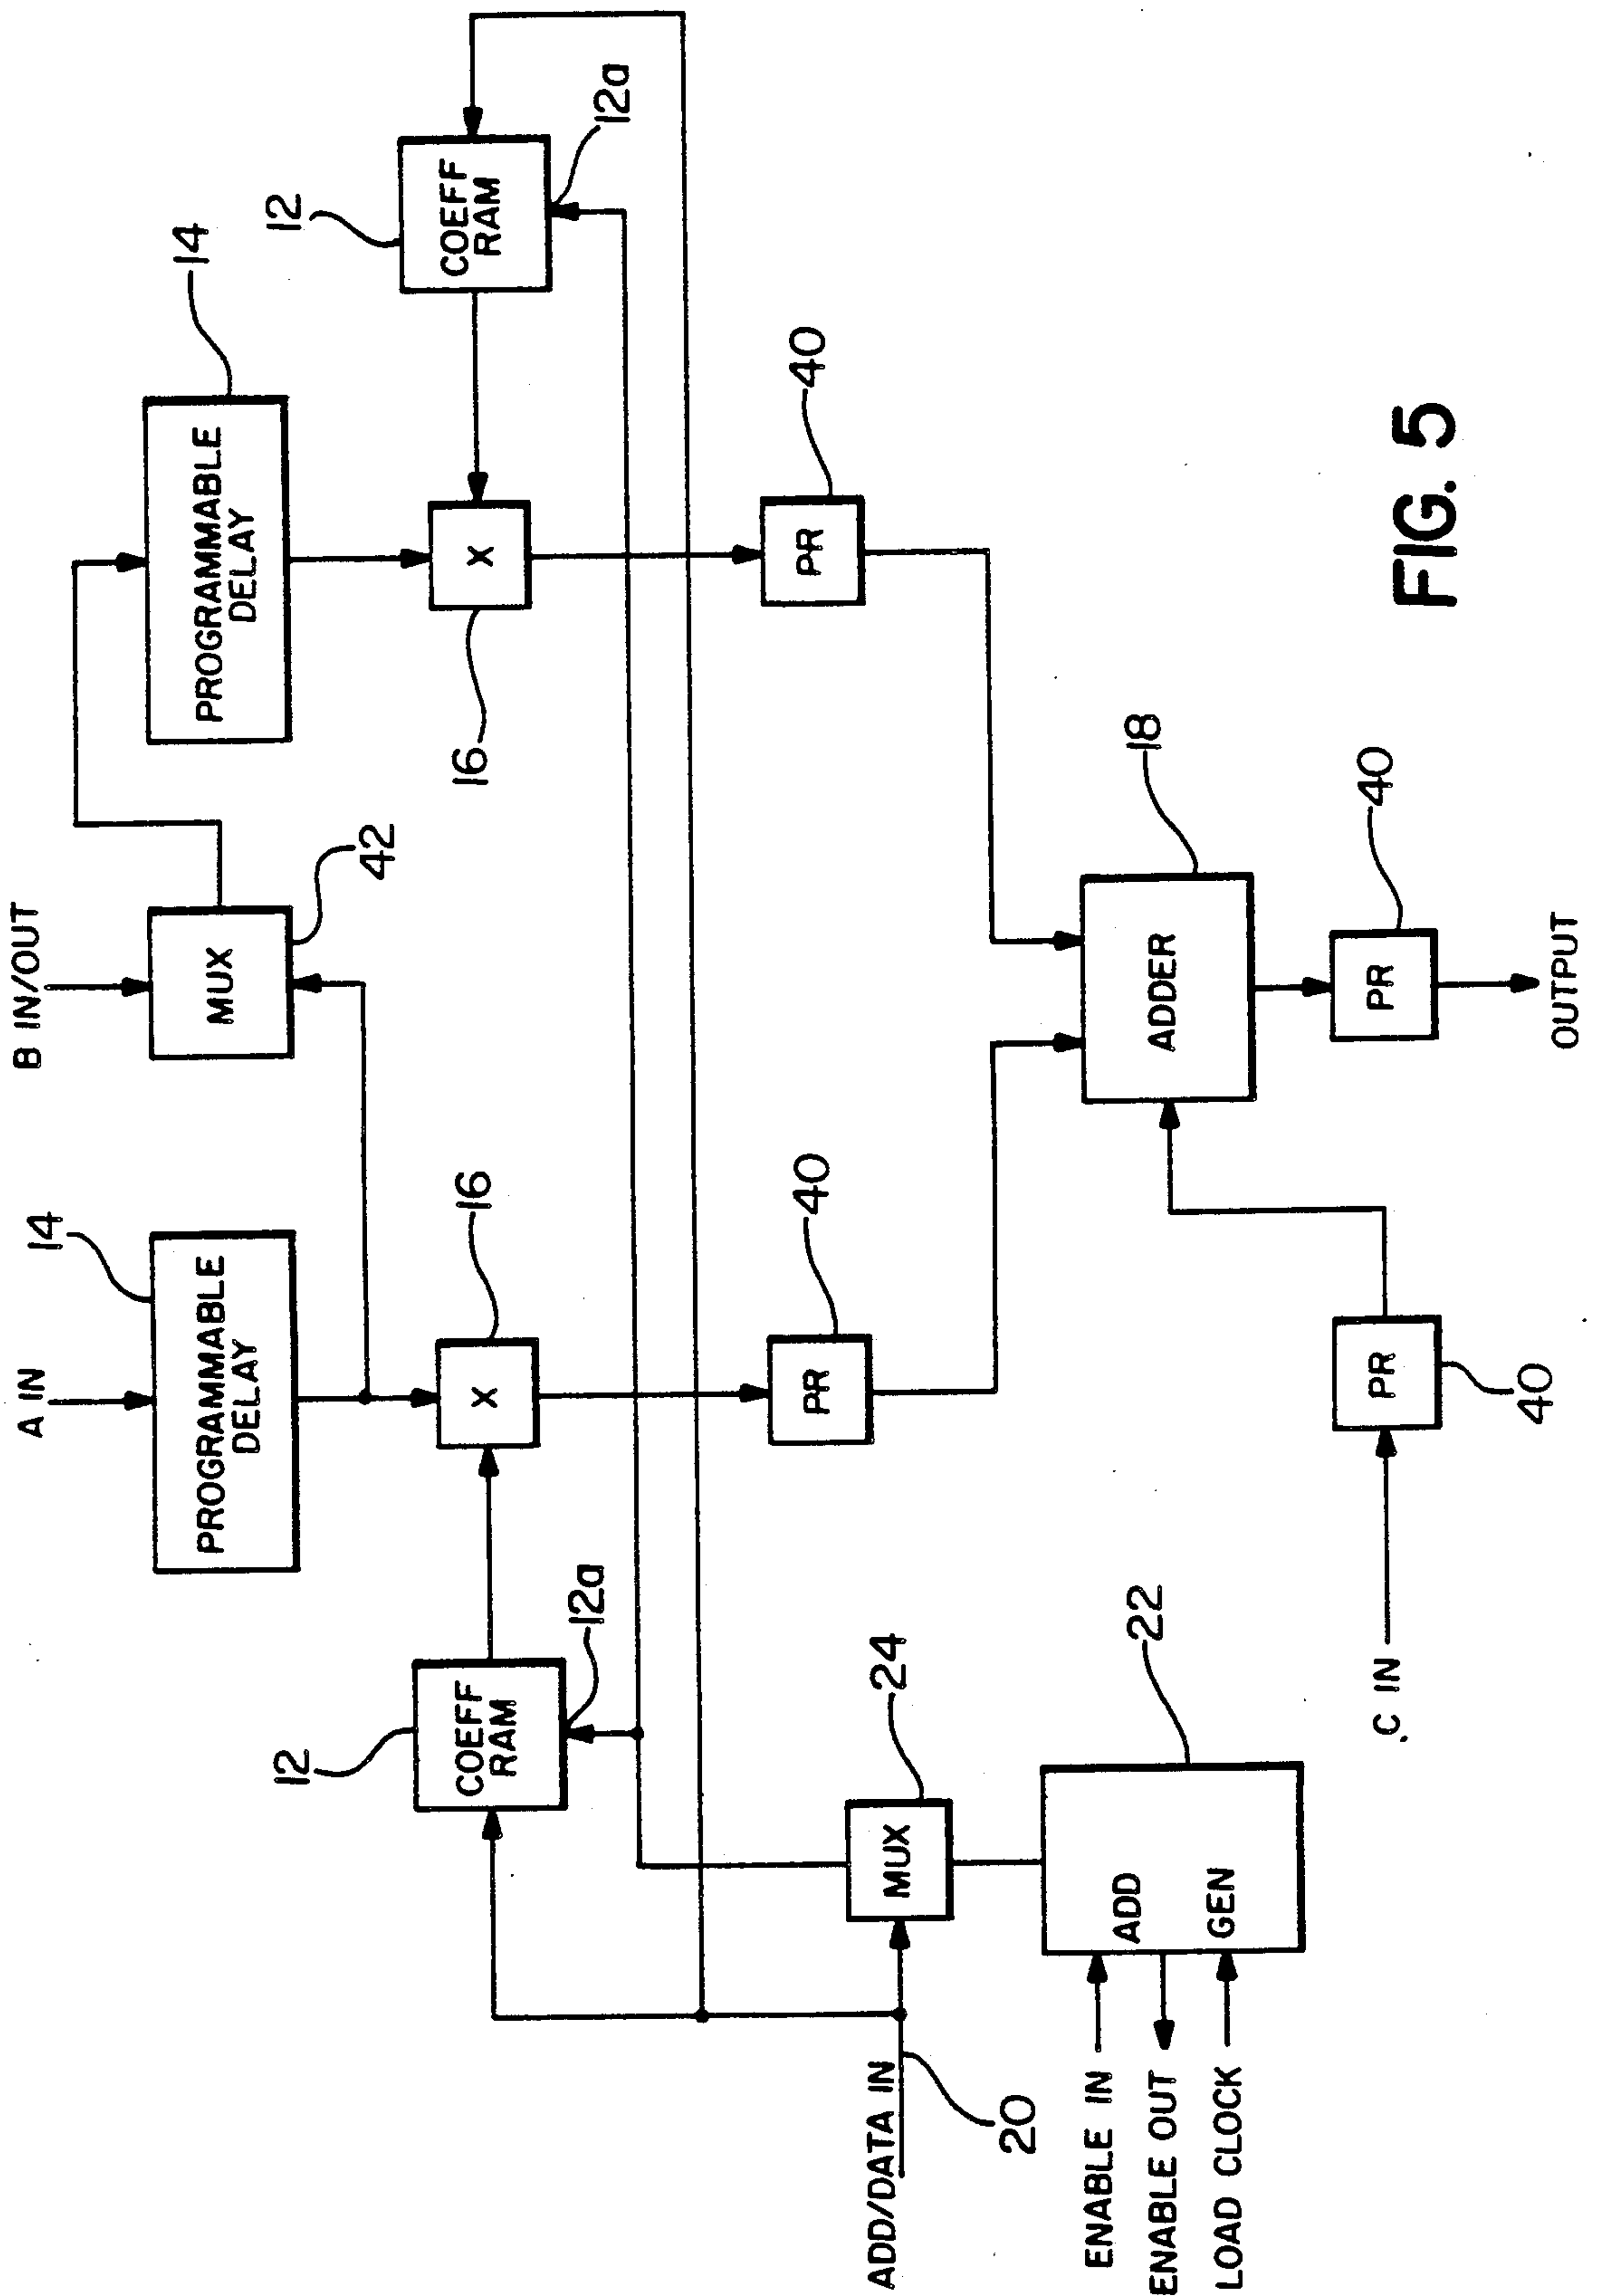 A IN
B IN/OUT
14
PROGRAMMABLE
DELAY
MUX
42
14
PROGRAMMABLE
DELAY
12
COEFF
RAM
12a
16
X
16
X
12
COEFF
RAM
12a
24
MUX
40
PR
40
PR
ADD/DATA IN
20
ENABLE IN
ENABLE OUT
LOAD CLOCK
ADD
GEN
22
ADDER
18
C IN
PR
40
PR
40
OUTPUT
FIG. 5